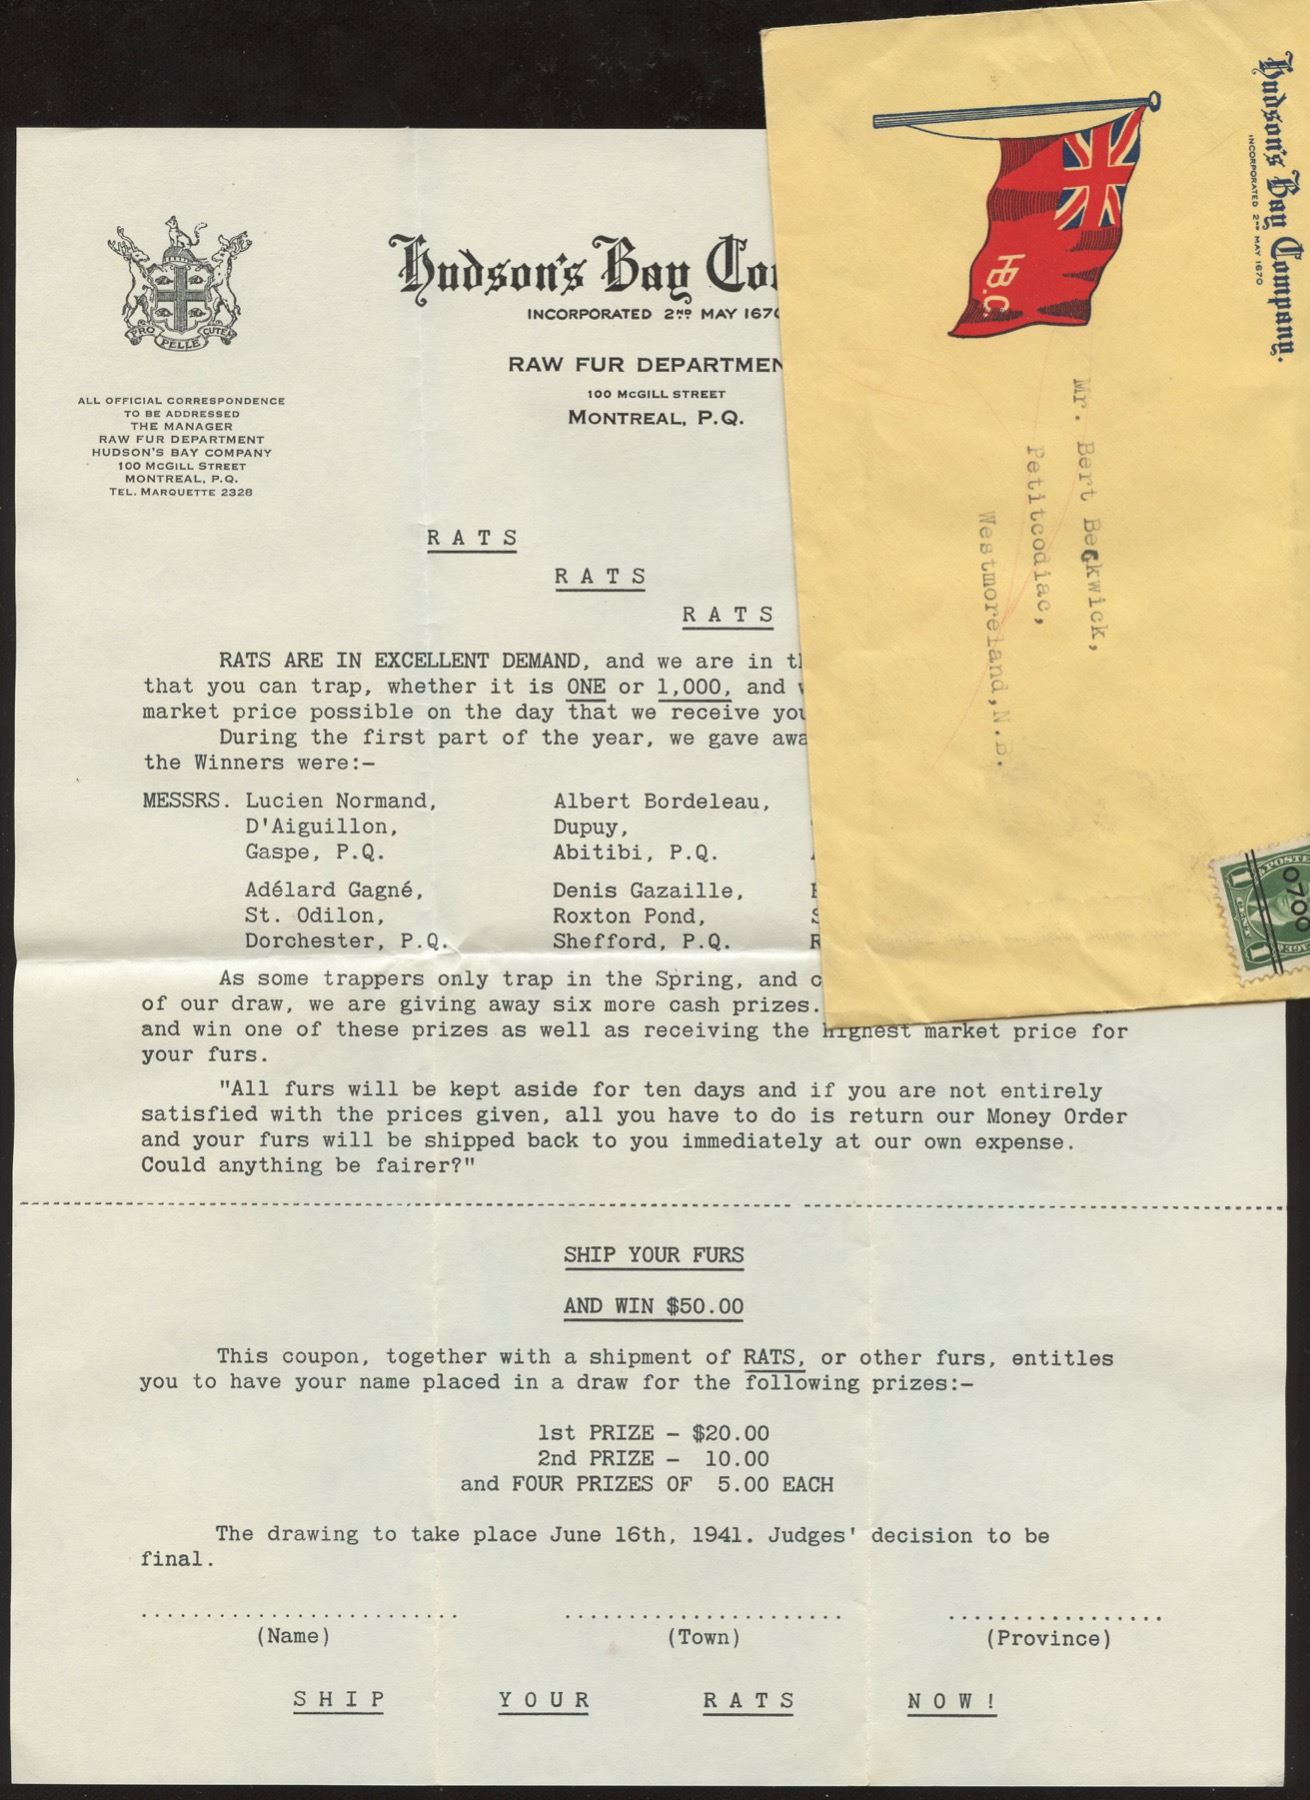 PRO PELLE CUTEM
Hudson's Bay
INCORPORATED 2ND MAY 1670
RAW FUR
100 McGILL STREET
MONTREAL, P.Q.
ALL OFFICIAL CORRESPONDENCE
TO BE ADDRESSED
THE MANAGER
RAW FUR DEPARTMENT
HUDSON'S BAY COMPANY
100 McGILL STREET
MONTREAL, P.Q.
TEL. MARQUETTE 2328
RATS
RATS
RATS
RATS ARE IN EXCELLENT DEMAND, and we are in
that you can trap, whether it is ONE or 1,000, and
market price possible on the day that we receive
During the first part of the year, we gave
the Winners were:-
MESSRS. Lucien Normand, Albert Bordeleau,
D'Aiguillon, Dupuy,
Gaspe, P.Q. Abitibi, P.Q.
Adélard Gagné, Denis Gazaille,
St. Odilon, Roxton Pond,
Dorchester, P.Q. Shefford, P.Q.
As some trappers only trap in the Spring, and
of our draw, we are giving away six more cash prizes.
and win one of these prizes as well as receiving the highest market price for
your furs.
"All furs will be kept aside for ten days and if you are not entirely
satisfied with the prices given, all you have to do is return our Money Order
and your furs will be shipped back to you immediately at our own expense.
Could anything be fairer?"
SHIP YOUR FURS
AND WIN $50.00
This coupon, together with a shipment of RATS, or other furs, entitles
you to have your name placed in a draw for the following prizes:-
1st PRIZE - $20.00
2nd PRIZE - 10.00
and FOUR PRIZES OF 5.00 EACH
The drawing to take place June 16th, 1941. Judges' decision to be
final.
(Name) (Town) (Province)
SHIP YOUR RATS NOW!
Hudson's Bay Company.
INCORPORATED 2ND MAY 1670
H.B.C.
Mr. Bert Beckwick,
Petitcodiac,
Westmoreland, N.B.
0700
1 CENT 1